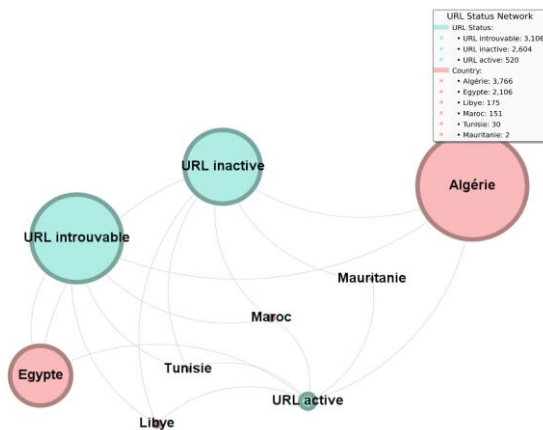 URL Status Network
URL Status:
• URL introuvable: 3,106
• URL inactive: 2,604
• URL active: 520
Country:
• Algérie: 3,766
• Egypte: 2,106
• Libye: 175
• Maroc: 151
• Tunisie: 30
• Mauritanie: 2
URL inactive
Algérie
URL introuvable
Mauritanie
Maroc
Tunisie
Egypte
URL active
Libye